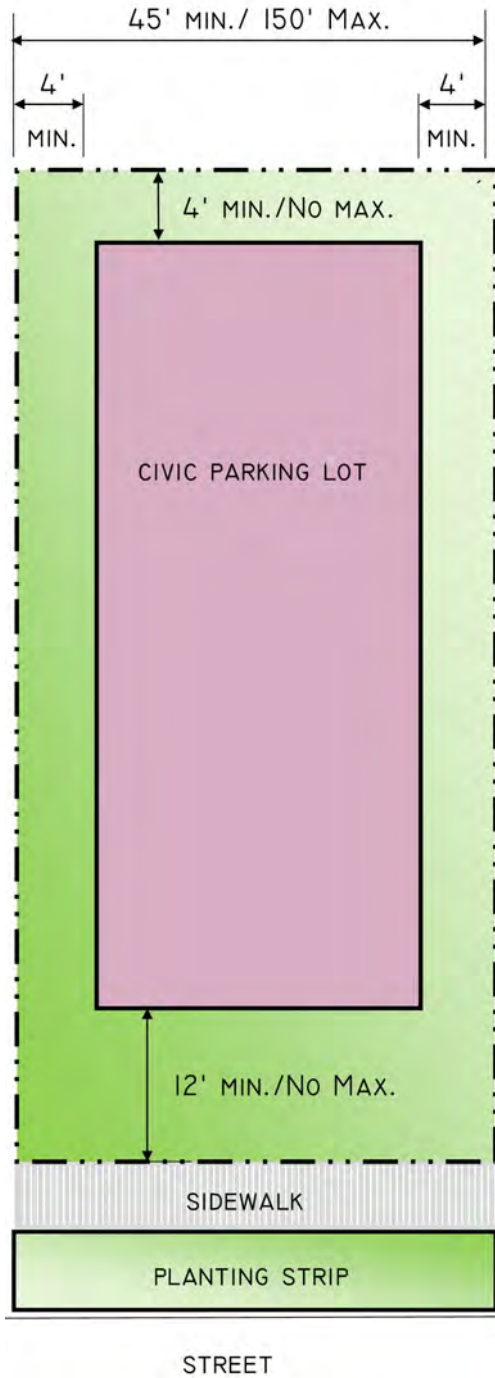 45' MIN./ 150' MAX.
4' 4'
MIN. MIN.
4' MIN./NO MAX.
CIVIC PARKING LOT
12' MIN./NO MAX.
SIDEWALK
PLANTING STRIP
STREET